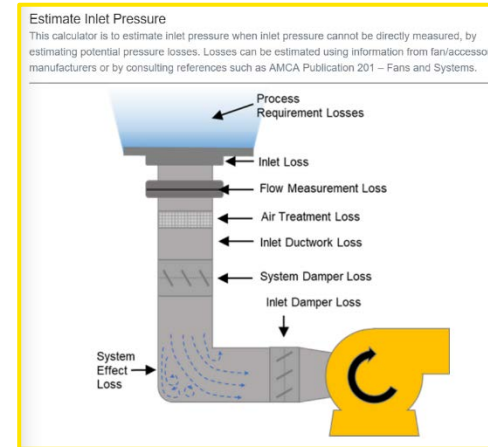 Estimate Inlet Pressure
This calculator is to estimate inlet pressure when inlet pressure cannot be directly measured, by
estimating potential pressure losses. Losses can be estimated using information from fan/accessor
manufacturers or by consulting references such as AMCA Publication 201 – Fans and Systems.
Process
Requirement Losses
Inlet Loss
Flow Measurement Loss
Air Treatment Loss
Inlet Ductwork Loss
System Damper Loss
Inlet Damper Loss
System
Effect
Loss